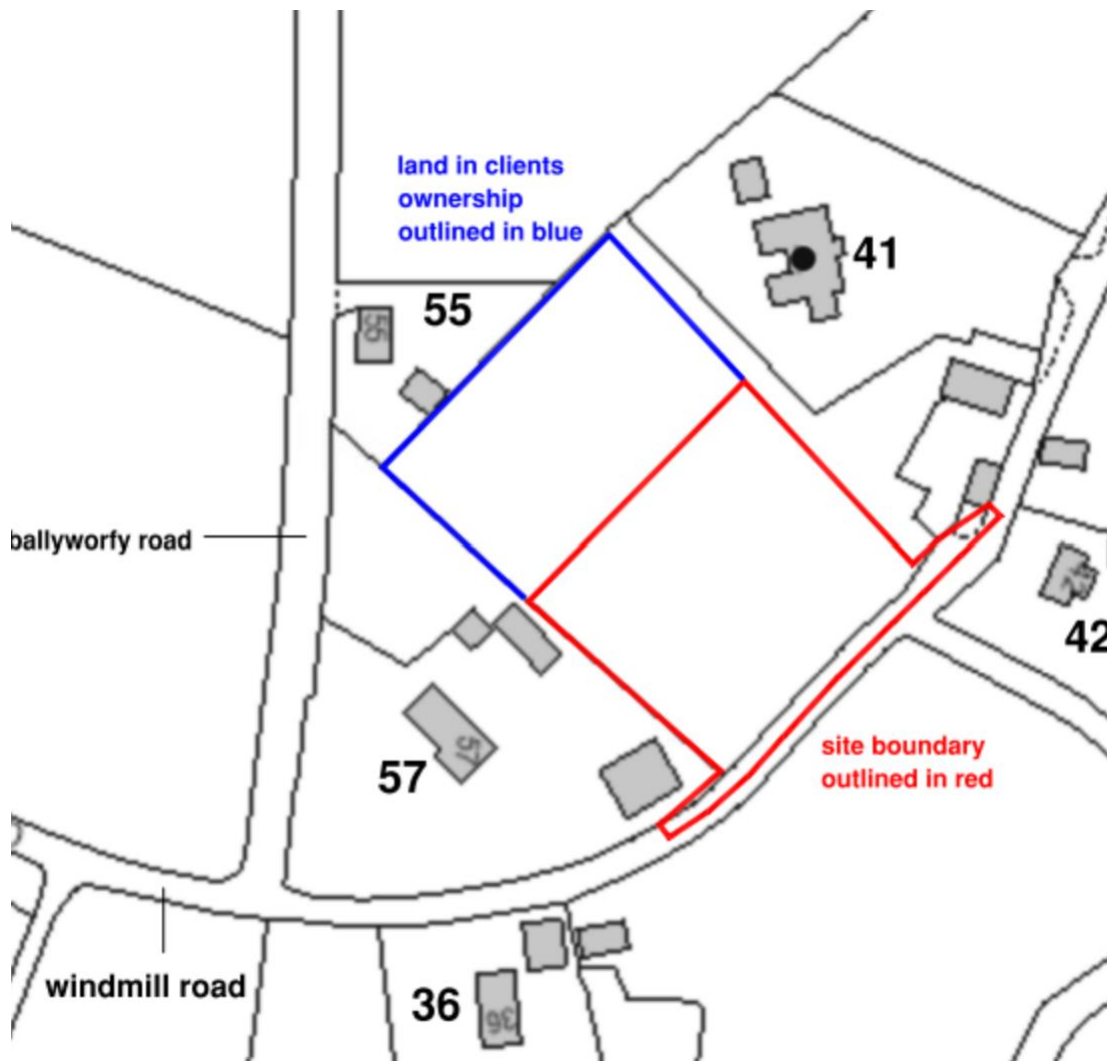 land in clients
ownership
outlined in blue
41
55
55
ballyworfy road
42
42
site boundary
outlined in red
57
57
windmill road
36
36